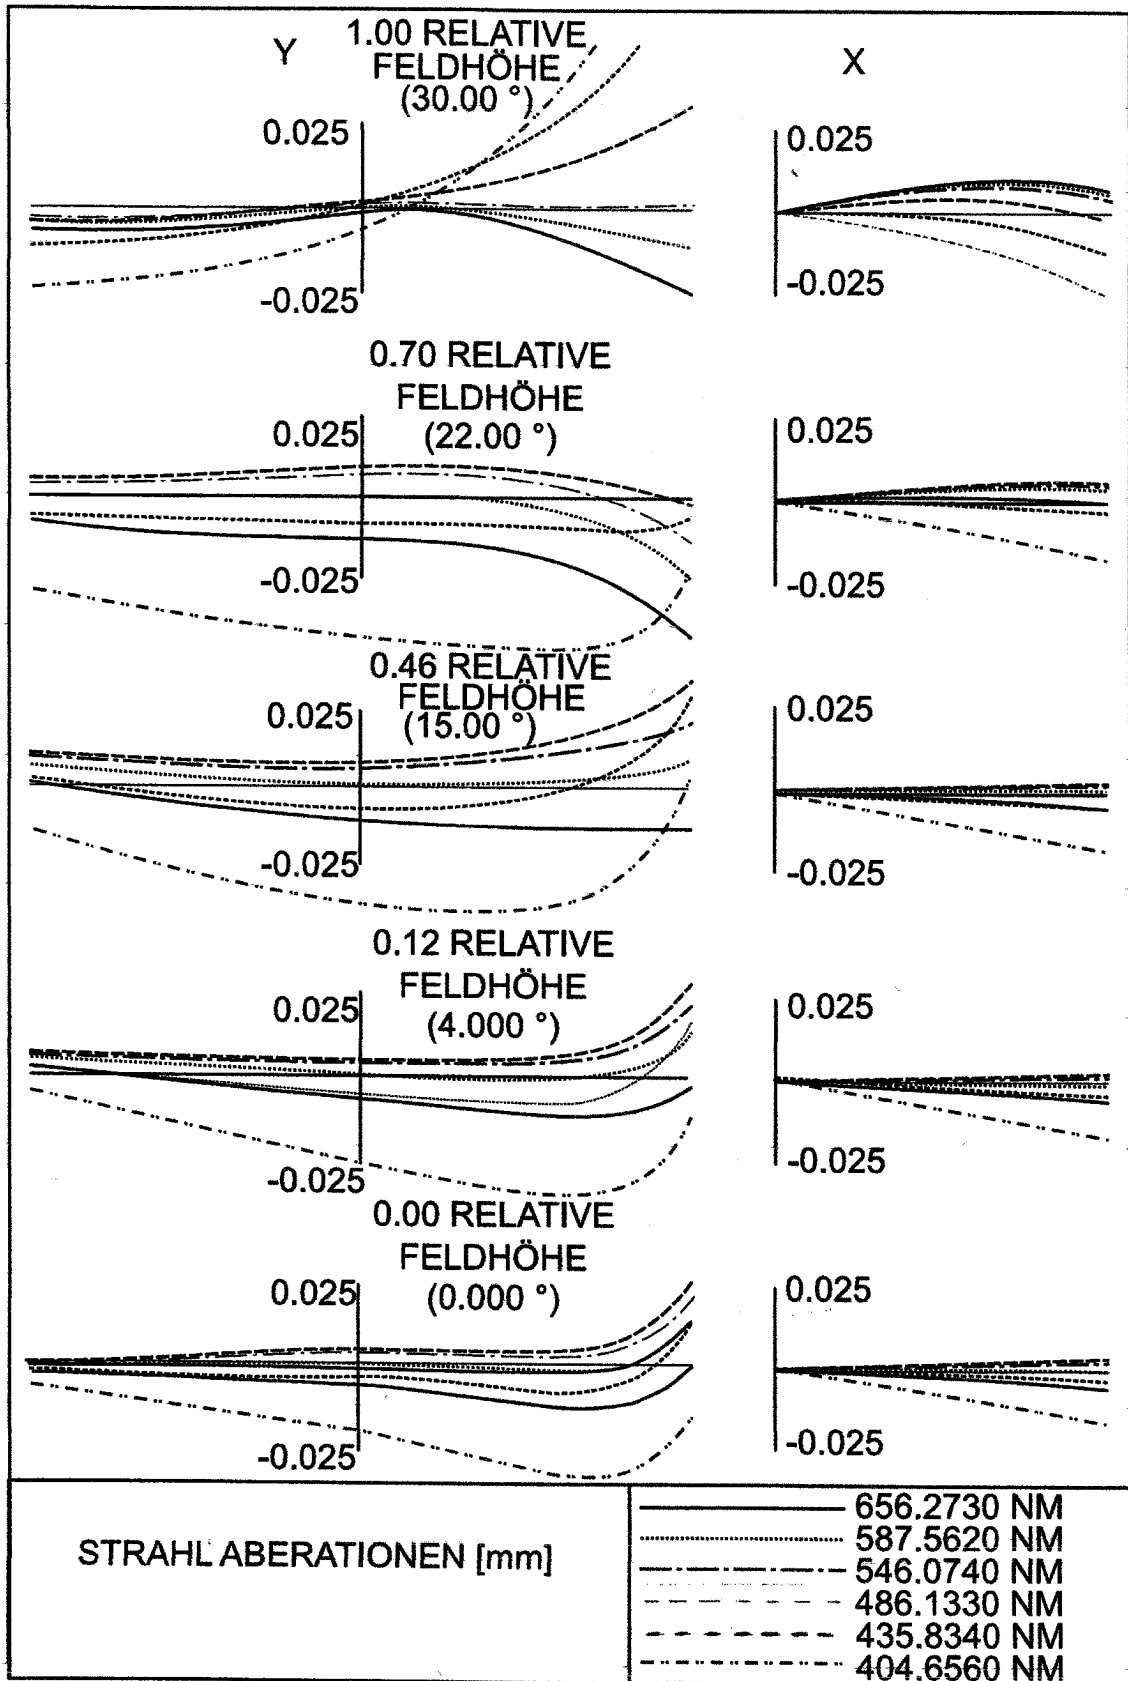 Y
1.00 RELATIVE
FELDHÖHE
(30.00 °)
X
0.025
-0.025
0.025
-0.025
0.70 RELATIVE
FELDHÖHE
(22.00 °)
0.025
-0.025
0.025
-0.025
0.46 RELATIVE
FELDHÖHE
(15.00 °)
0.025
-0.025
0.025
-0.025
0.12 RELATIVE
FELDHÖHE
(4.000 °)
0.025
-0.025
0.025
-0.025
0.00 RELATIVE
FELDHÖHE
(0.000 °)
0.025
-0.025
0.025
-0.025
STRAHL ABERATIONEN [mm]
656.2730 NM
587.5620 NM
546.0740 NM
486.1330 NM
435.8340 NM
404.6560 NM